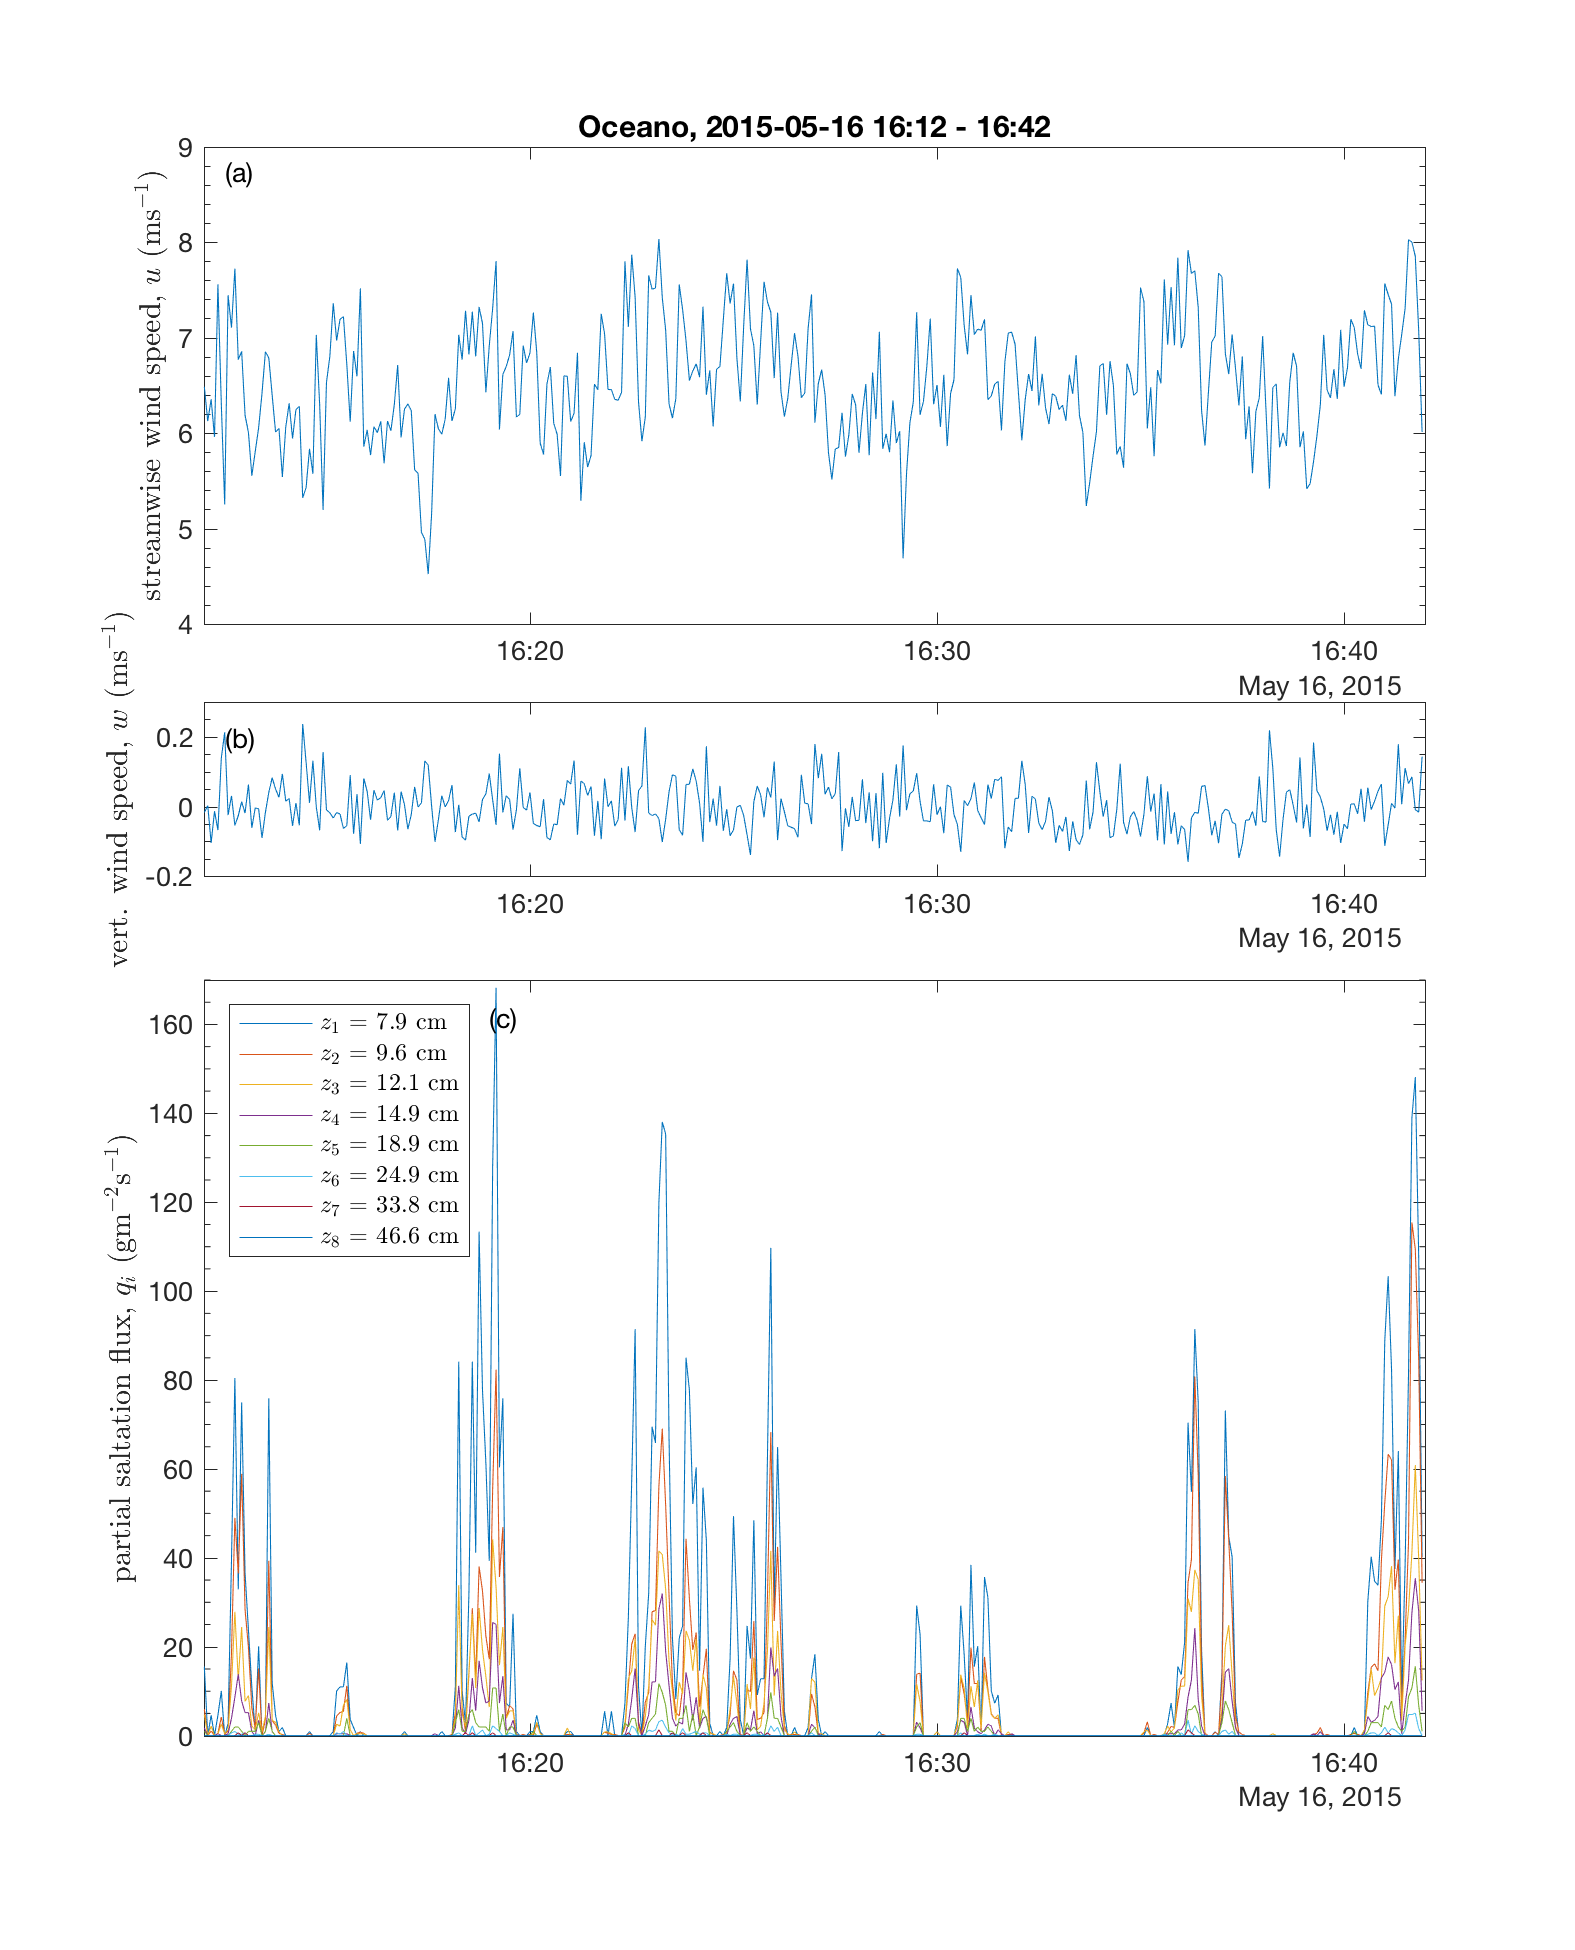 Oceano, 2015-05-16 16:12 - 16:42
(a)
streamwise wind speed, u (ms⁻¹)
9
8
7
6
5
4
16:20 16:30 16:40
May 16, 2015
(b)
vert. wind speed, w (ms⁻¹)
0.2
0
-0.2
16:20 16:30 16:40
May 16, 2015
(c)
partial saltation flux, qᵢ (gm⁻²s⁻¹)
160
140
120
100
80
60
40
20
0
z₁ = 7.9 cm
z₂ = 9.6 cm
z₃ = 12.1 cm
z₄ = 14.9 cm
z₅ = 18.9 cm
z₆ = 24.9 cm
z₇ = 33.8 cm
z₈ = 46.6 cm
16:20 16:30 16:40
May 16, 2015